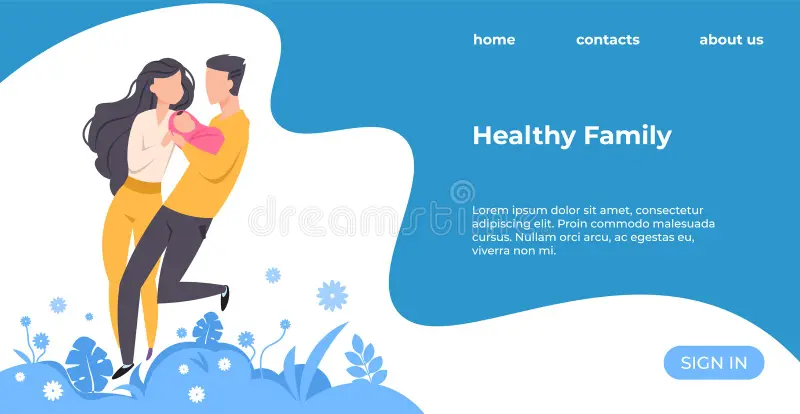 home contacts about us
Healthy Family
Lorem ipsum dolor sit amet, consectetur
adipiscing elit. Proin commodo malesuada
cursus. Nullam orci arcu, ac egestas eu,
viverra non mi.
dreamstime
SIGN IN